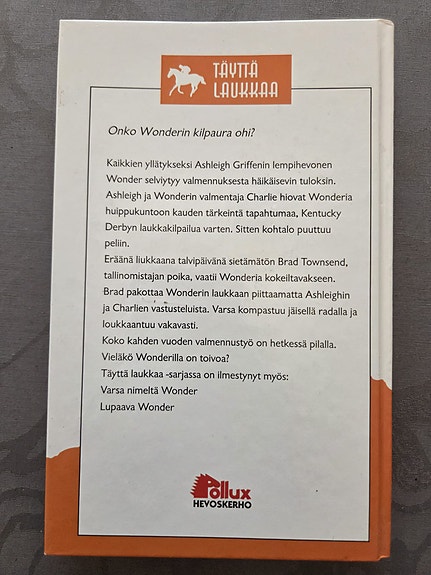 TÄYTTÄ
LAUKKAA
Onko Wonderin kilpaura ohi?
Kaikkien yllätykseksi Ashleigh Griffenin lempihevonen
Wonder selviytyy valmennuksesta häikäisevin tuloksin.
Ashleigh ja Wonderin valmentaja Charlie hiovat Wonderia
huippukuntoon kauden tärkeintä tapahtumaa, Kentucky
Derbyn laukkakilpailua varten. Sitten kohtalo puuttuu
peliin.
Eräänä liukkaana talvipäivänä sietämätön Brad Townsend,
tallinomistajan poika, vaatii Wonderia kokeiltavakseen.
Brad pakottaa Wonderin laukkaan piittaamatta Ashleighin
ja Charlien vastusteluista. Varsa kompastuu jäisellä radalla ja
loukkaantuu vakavasti.
Koko kahden vuoden valmennustyö on hetkessä pilalla.
Vieläkö Wonderilla on toivoa?
Täyttä laukkaa -sarjassa on ilmestynyt myös:
Varsa nimeltä Wonder
Lupaava Wonder
Pollux
HEVOSKERHO